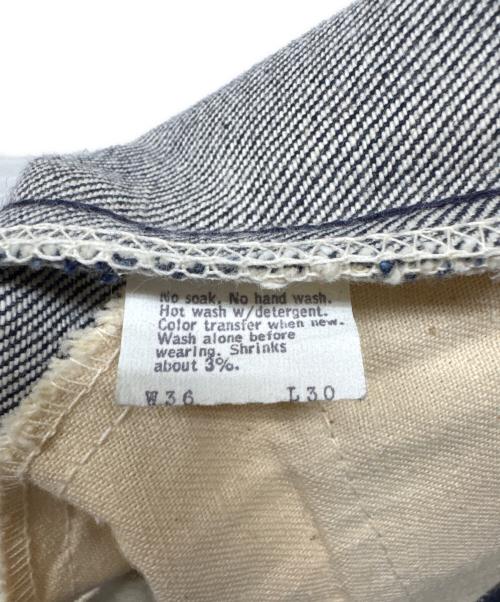 No soak. No hand wash.
Hot wash w/detergent.
Color transfer when new.
Wash alone before
wearing. Shrinks
about 3%.
W36 L30